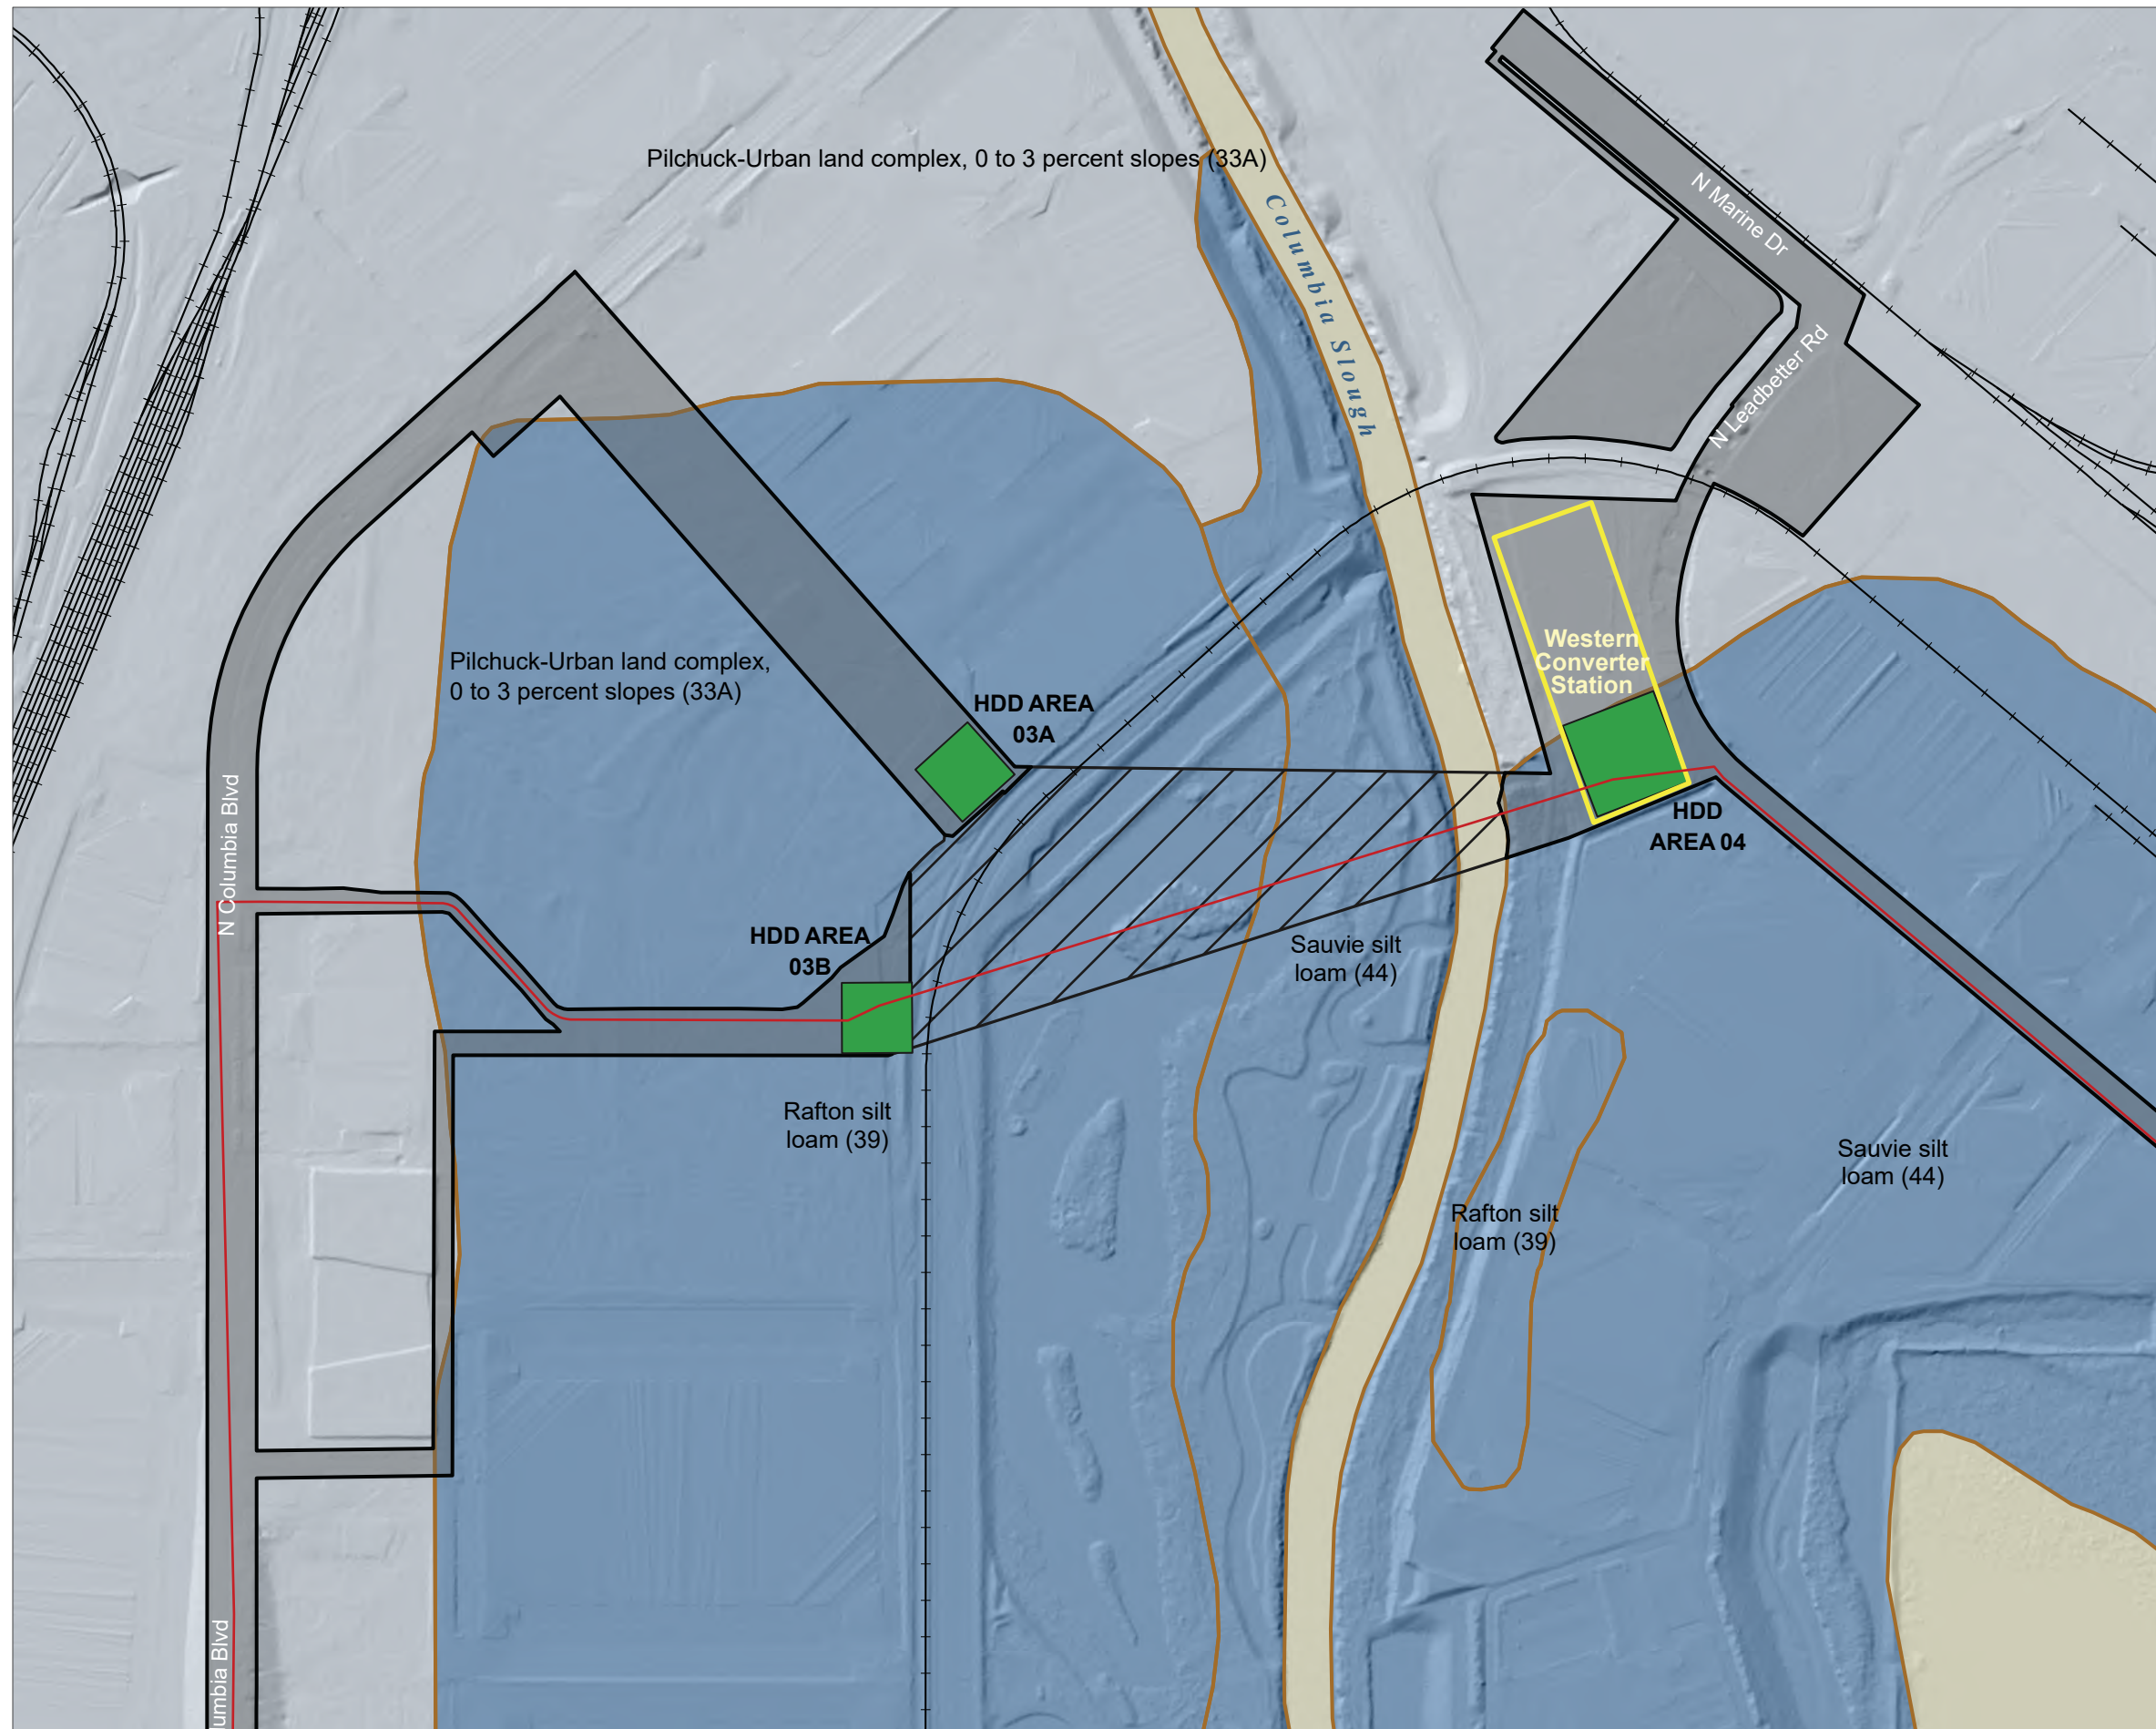 Pilchuck-Urban land complex, 0 to 3 percent slopes (33A)
Columbia Slough
N Marine Dr
N Leadbetter Rd
Pilchuck-Urban land complex,
0 to 3 percent slopes (33A)
HDD AREA
03A
Western
Converter
Station
HDD
AREA 04
N Columbia Blvd
HDD AREA
03B
Sauvie silt
loam (44)
Rafton silt
loam (39)
Sauvie silt
loam (44)
Rafton silt
loam (39)
umbia Blvd